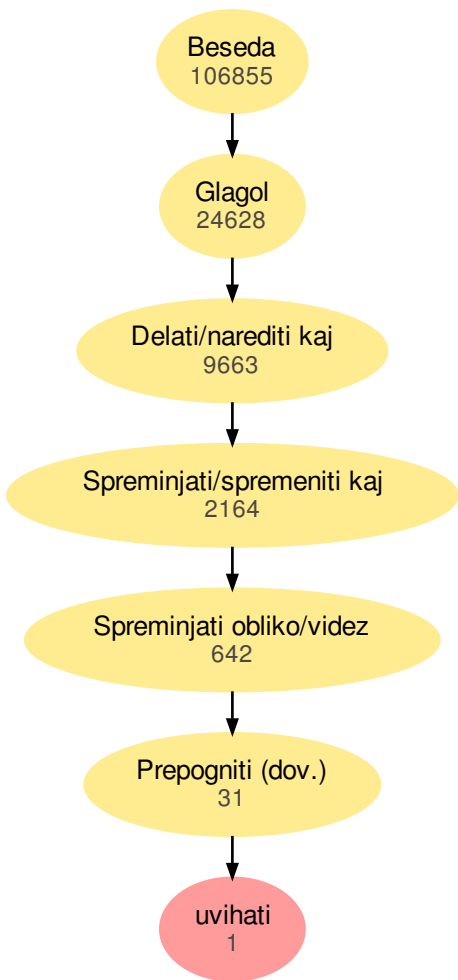 Beseda
106855
Glagol
24628
Delati/narediti kaj
9663
Spreminjati/spremeniti kaj
2164
Spreminjati obliko/videz
642
Prepogniti (dov.)
31
uvihati
1